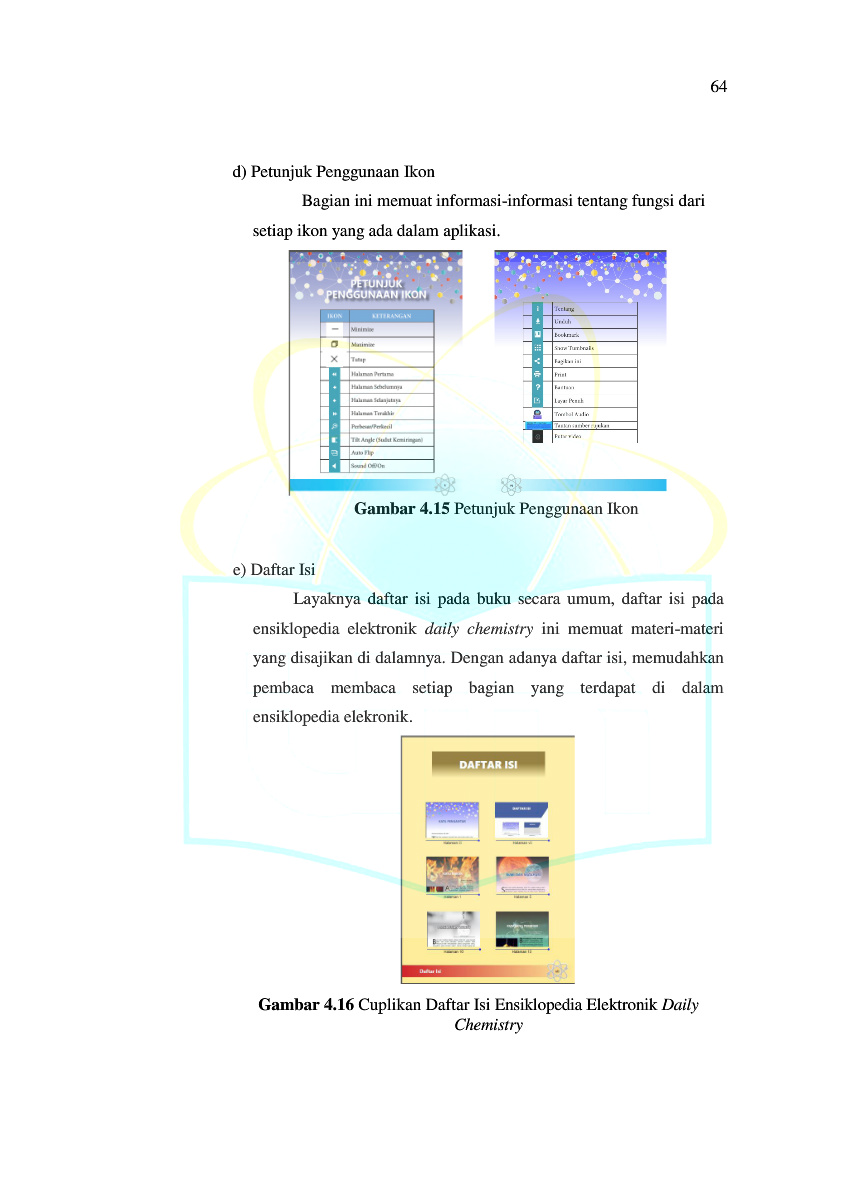 64
d) Petunjuk Penggunaan Ikon
Bagian ini memuat informasi-informasi tentang fungsi dari
setiap ikon yang ada dalam aplikasi.
PETUNJUK
PENGGUNAAN IKON
IKON KETERANGAN
Minimize
Maximize
Tutup
Halaman Pertama
Halaman Sebelumnya
Halaman Selanjutnya
Halaman Terakhir
Perbesar/Perkecil
Tilt Angle (Sudut Kemiringan)
Auto Flip
Sound Off/On
Tentang
Unduh
Bookmark
Show Tumbnails
Bagikan ini
Print
Bantuan
Layar Penuh
Tombol Audio
Tautan sumber rujukan
Putar video
Gambar 4.15 Petunjuk Penggunaan Ikon
e) Daftar Isi
Layaknya daftar isi pada buku secara umum, daftar isi pada
ensiklopedia elektronik daily chemistry ini memuat materi-materi
yang disajikan di dalamnya. Dengan adanya daftar isi, memudahkan
pembaca membaca setiap bagian yang terdapat di dalam
ensiklopedia elekronik.
DAFTAR ISI
Daftar Isi
Gambar 4.16 Cuplikan Daftar Isi Ensiklopedia Elektronik Daily
Chemistry